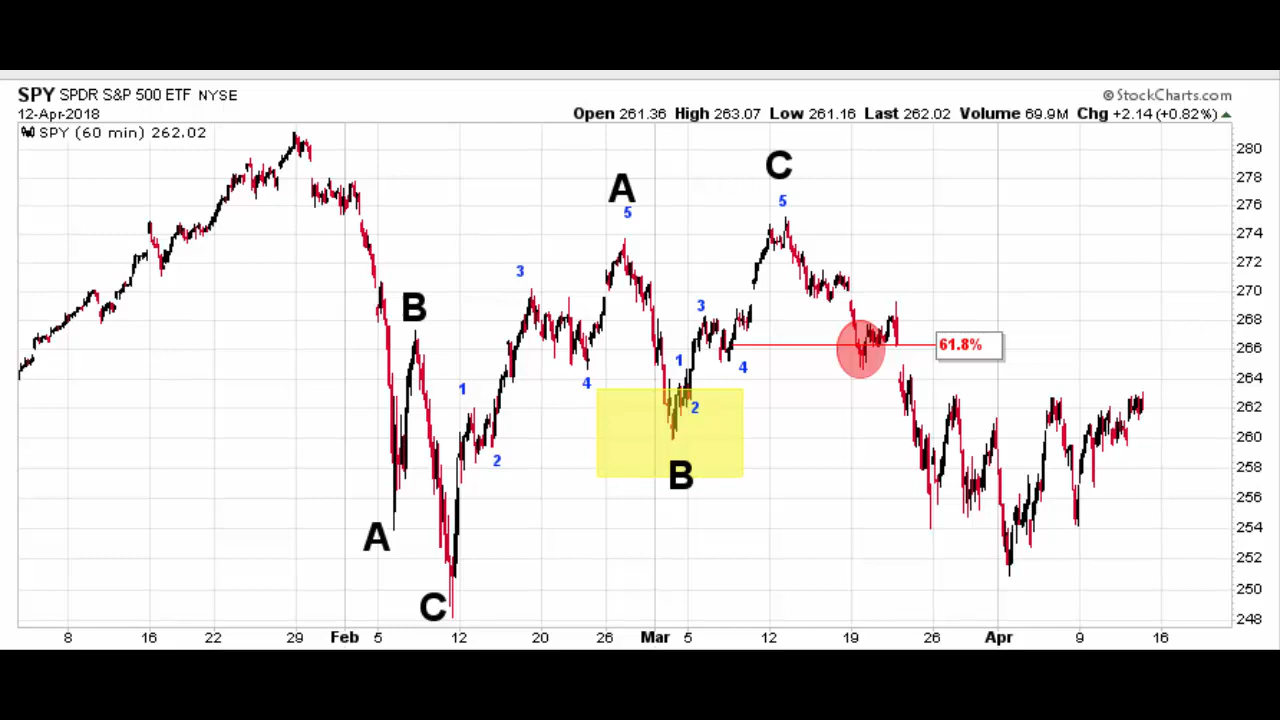 SPY SPDR S&P 500 ETF NYSE
© StockCharts.com
12-Apr-2018
Open 261.36 High 263.07 Low 261.16 Last 262.02 Volume 69.9M Chg +2.14 (+0.82%)
SPY (60 min) 262.02
280
278
276
274
272
270
268
266
264
262
260
258
256
254
252
250
248
C
A
5
5
3
B
3
61.8%
1
4
1
4
2
2
B
A
C
8 16 22 29 Feb 5 12 20 26 Mar 5 12 19 26 Apr 9 16